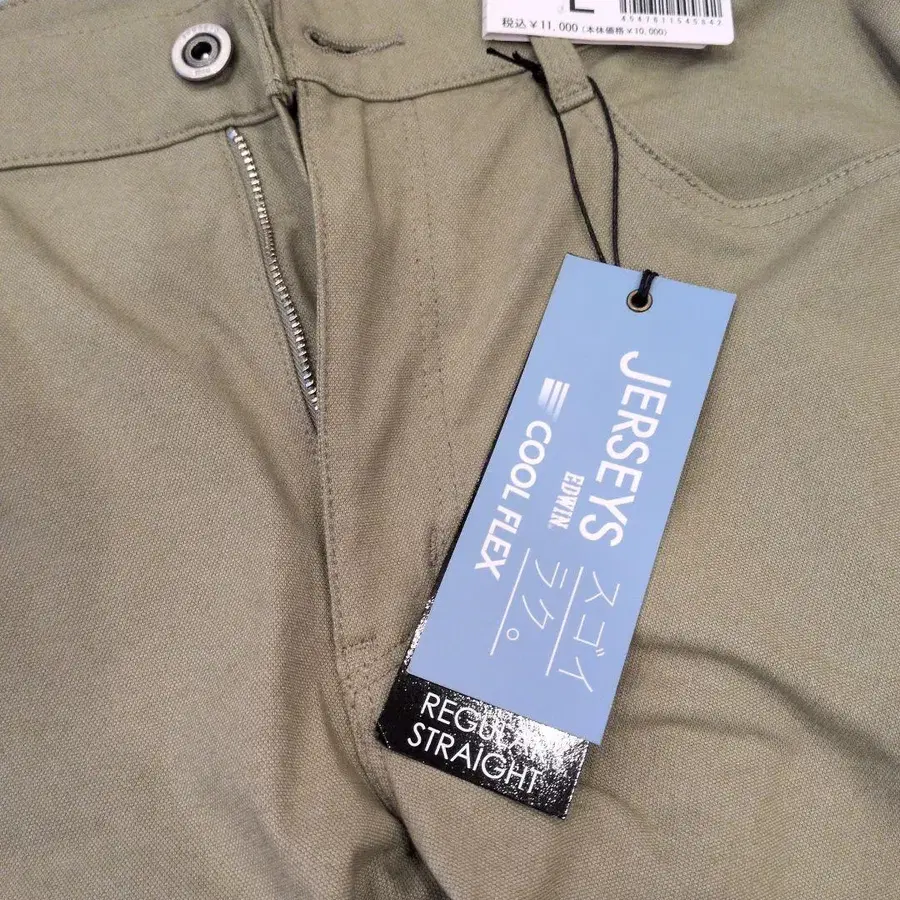 L
4547611545842
税込 ¥11,000 (本体価格 ¥10,000)
JERSEYS
EDWIN.
COOL FLEX
スゴイ
ラク。
REGULAR
STRAIGHT